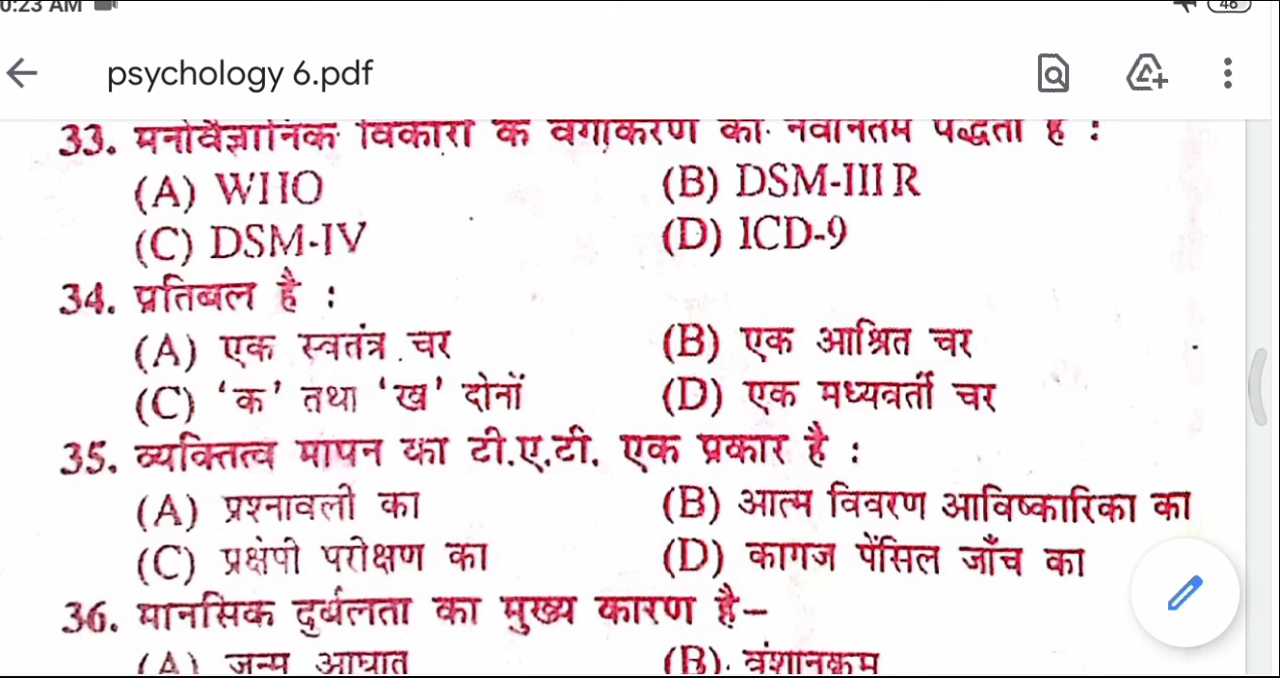 0:23 AM
46
psychology 6.pdf
33. मनोवैज्ञानिक विकारों के वर्गीकरण की नवीनतम पद्धती है :
(A) WHO (B) DSM-III R
(C) DSM-IV (D) ICD-9
34. प्रतिबल है :
(A) एक स्वतंत्र चर (B) एक आश्रित चर
(C) ‘क’ तथा ‘ख’ दोनों (D) एक मध्यवर्ती चर
35. व्यक्तित्व मापन का टी.ए.टी. एक प्रकार है :
(A) प्रश्नावली का (B) आत्म विवरण आविष्कारिका का
(C) प्रक्षेपी परीक्षण का (D) कागज पेंसिल जाँच का
36. मानसिक दुर्बलता का मुख्य कारण है–
(A) जन्म आघात (B) वंशानुक्रम